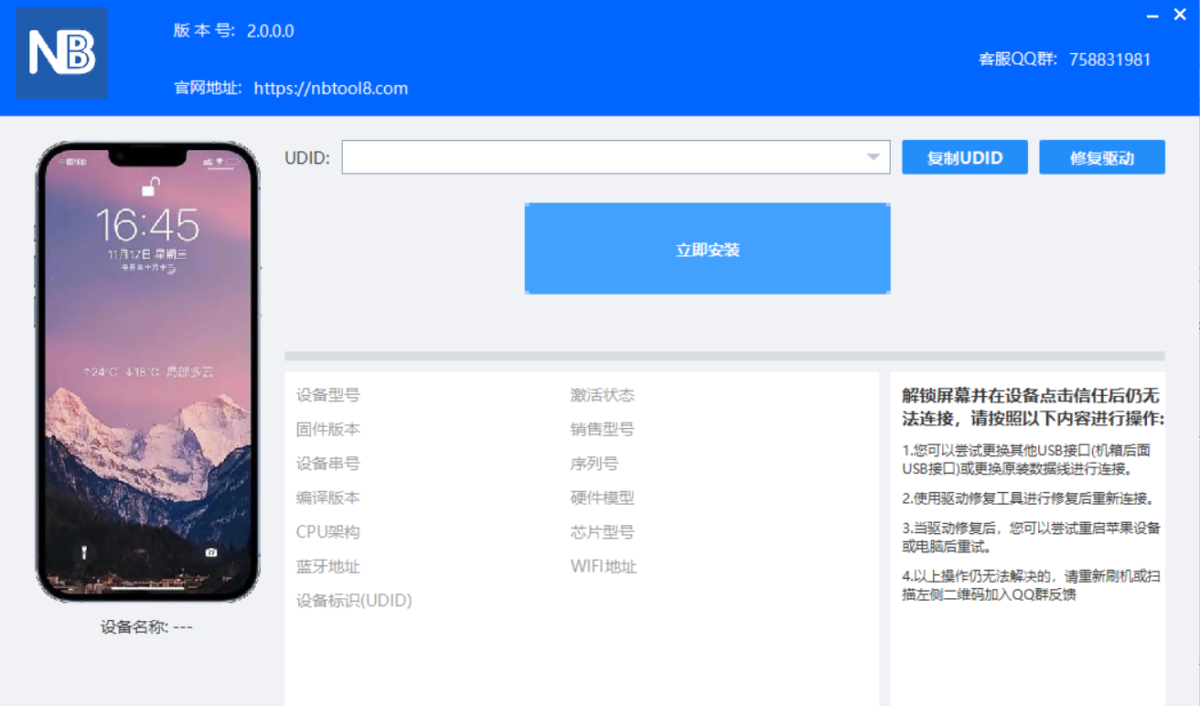 NB
版 本 号: 2.0.0.0
客服QQ群: 758831981
官网地址: https://nbtool8.com
UDID:
复制UDID
修复驱动
立即安装
16:45
11月17日 星期三
辛丑年十月十三
↑24°C ↓18°C 局部多云
设备名称: ---
设备型号
激活状态
固件版本
销售型号
设备串号
序列号
编译版本
硬件模型
CPU架构
芯片型号
蓝牙地址
WIFI地址
设备标识(UDID)
解锁屏幕并在设备点击信任后仍无
法连接，请按照以下内容进行操作:
1.您可以尝试更换其他USB接口(机箱后面
USB接口)或更换原装数据线进行连接。
2.使用驱动修复工具进行修复后重新连接。
3.当驱动修复后，您可以尝试重启苹果设备
或电脑后重试。
4.以上操作仍无法解决的，请重新刷机或扫
描左侧二维码加入QQ群反馈